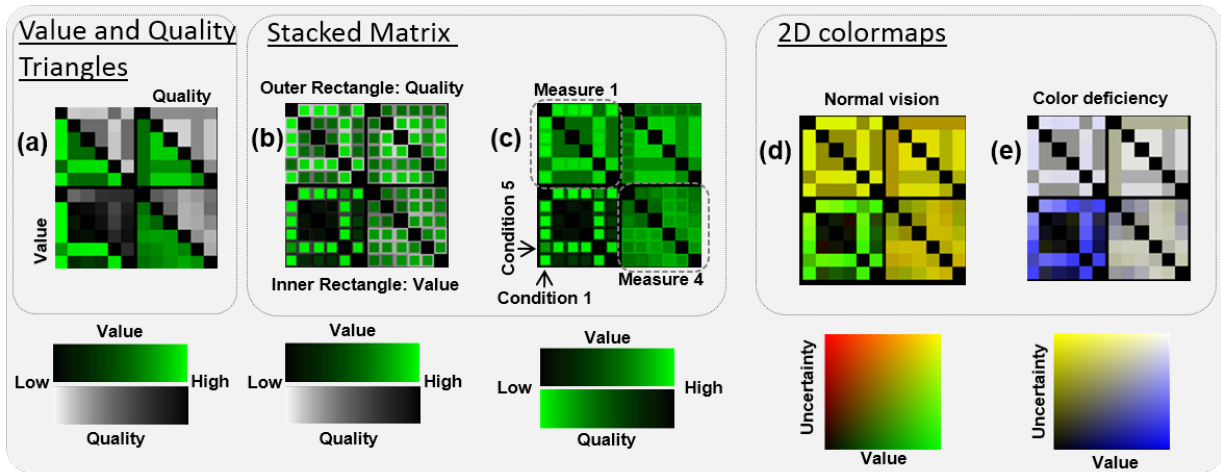 Value and Quality
Triangles
Stacked Matrix
2D colormaps
Quality
(a)
Value
Outer Rectangle: Quality
(b)
Inner Rectangle: Value
Measure 1
(c)
Condition 5
Condition 1
Measure 4
Normal vision
(d)
Color deficiency
(e)
Value
Low
High
Quality
Value
Low
High
Quality
Value
Low
High
Quality
Uncertainty
Value
Uncertainty
Value